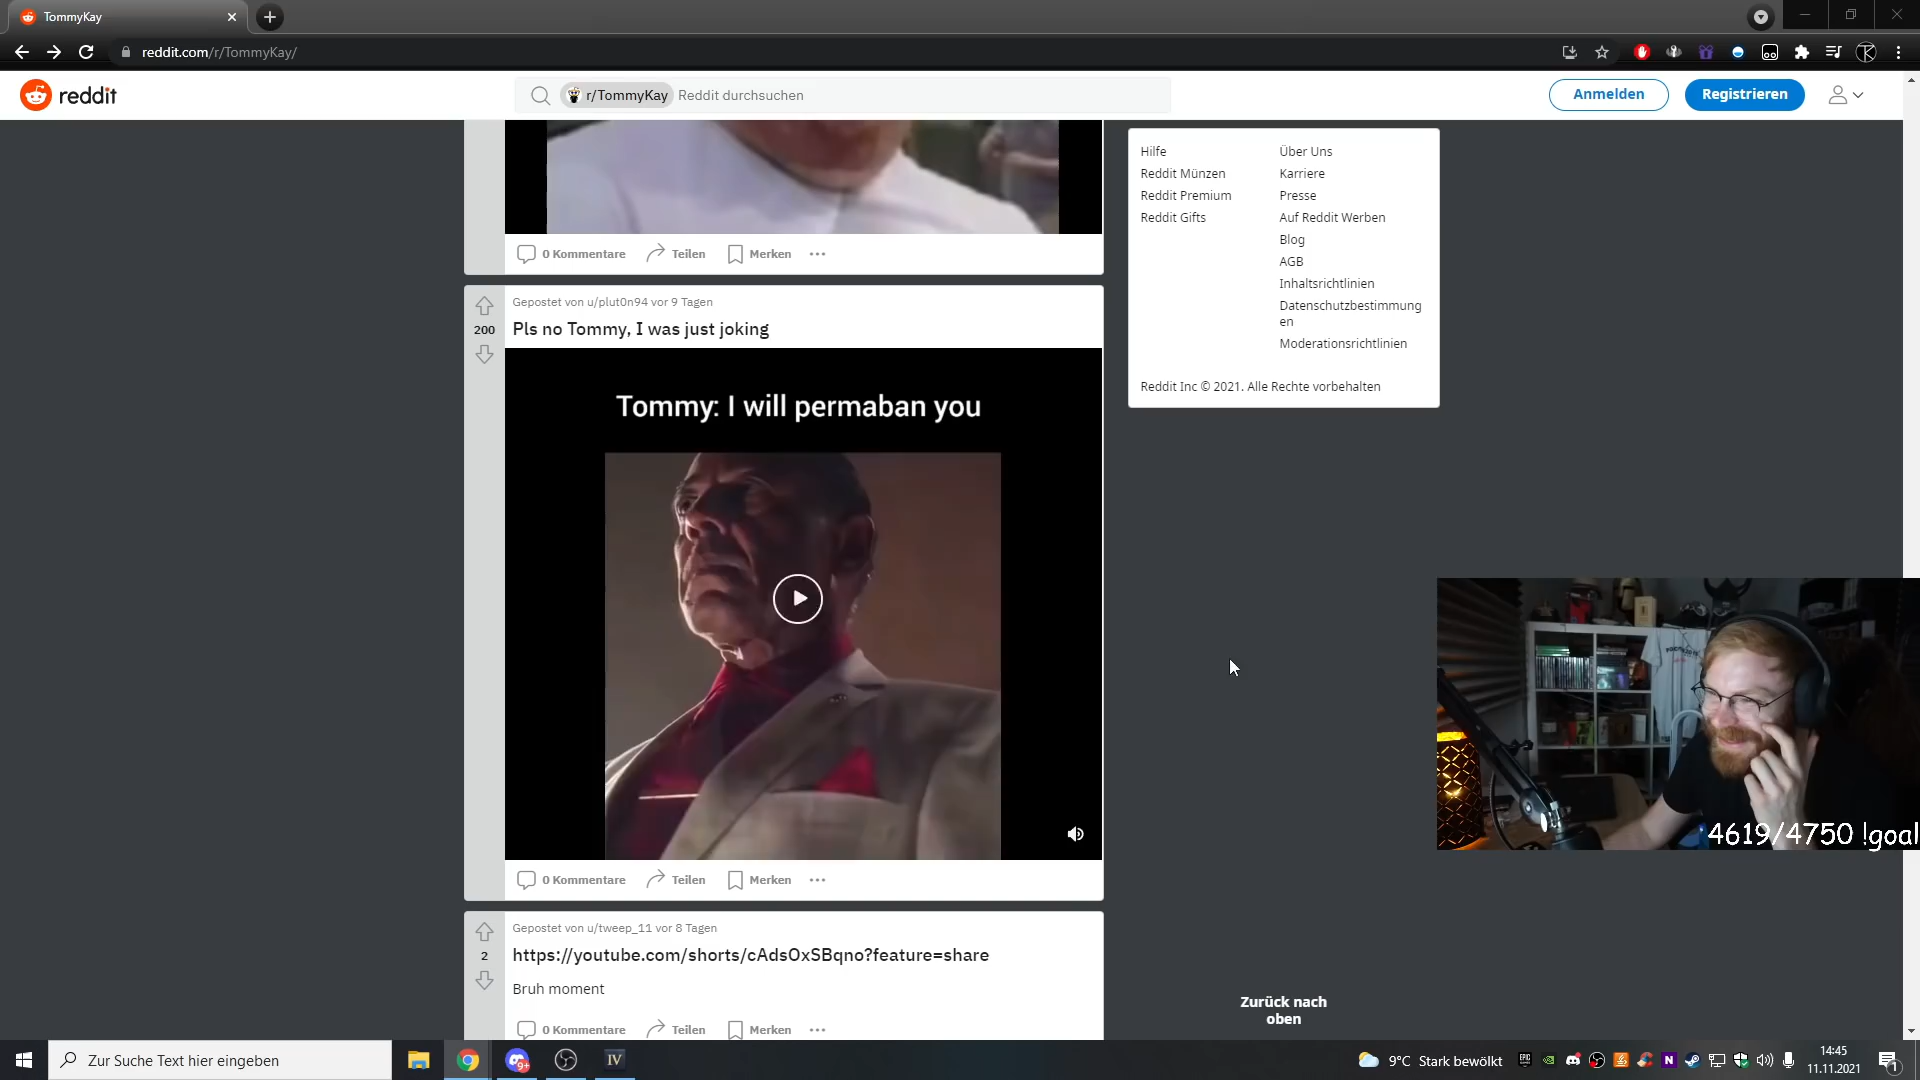 TommyKay
reddit.com/r/TommyKay/
reddit
r/TommyKay Reddit durchsuchen
Anmelden
Registrieren
Hilfe
Reddit Münzen
Reddit Premium
Reddit Gifts
Über Uns
Karriere
Presse
Auf Reddit Werben
Blog
AGB
Inhaltsrichtlinien
Datenschutzbestimmung
en
Moderationsrichtlinien
Reddit Inc © 2021. Alle Rechte vorbehalten
0 Kommentare Teilen Merken
Gepostet von u/plut0n94 vor 9 Tagen
200
Pls no Tommy, I was just joking
Tommy: I will permaban you
0 Kommentare Teilen Merken
Gepostet von u/tweep_11 vor 8 Tagen
2
https://youtube.com/shorts/cAdsOxSBqno?feature=share
Bruh moment
0 Kommentare Teilen Merken
Zurück nach
oben
4619/4750 !goal
Zur Suche Text hier eingeben
9+
IV
9°C Stark bewölkt
EPIC
N
14:45
11.11.2021
1